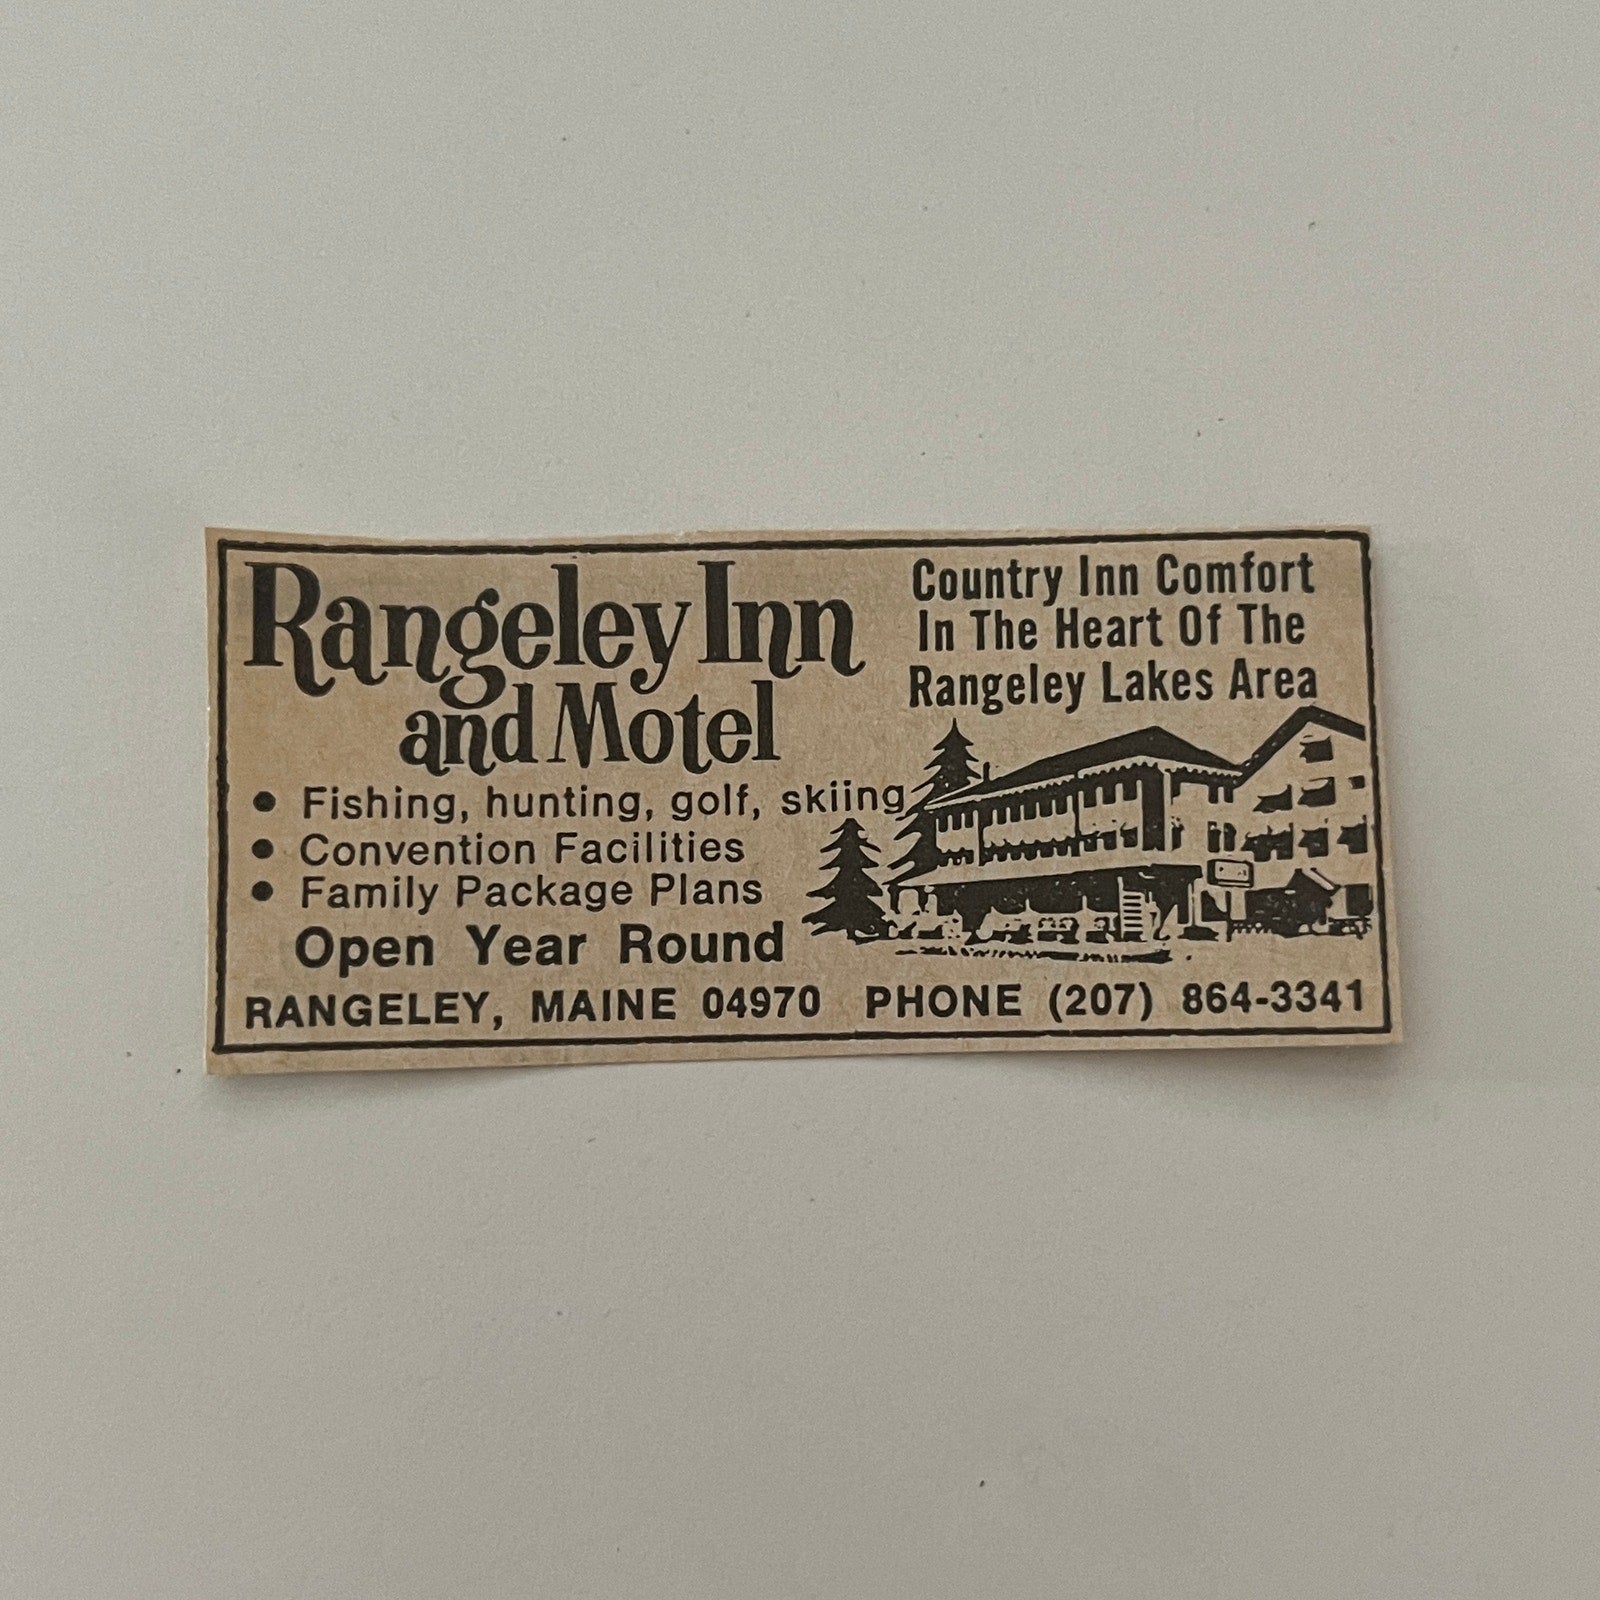 Rangeley Inn
and Motel
Country Inn Comfort
In The Heart Of The
Rangeley Lakes Area
• Fishing, hunting, golf, skiing
• Convention Facilities
• Family Package Plans
Open Year Round
RANGELEY, MAINE 04970 PHONE (207) 864-3341